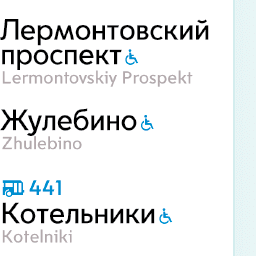 Лермонтовский
проспект
Lermontovskiy Prospekt
Жулебино
Zhulebino
441
Котельники
Kotelniki